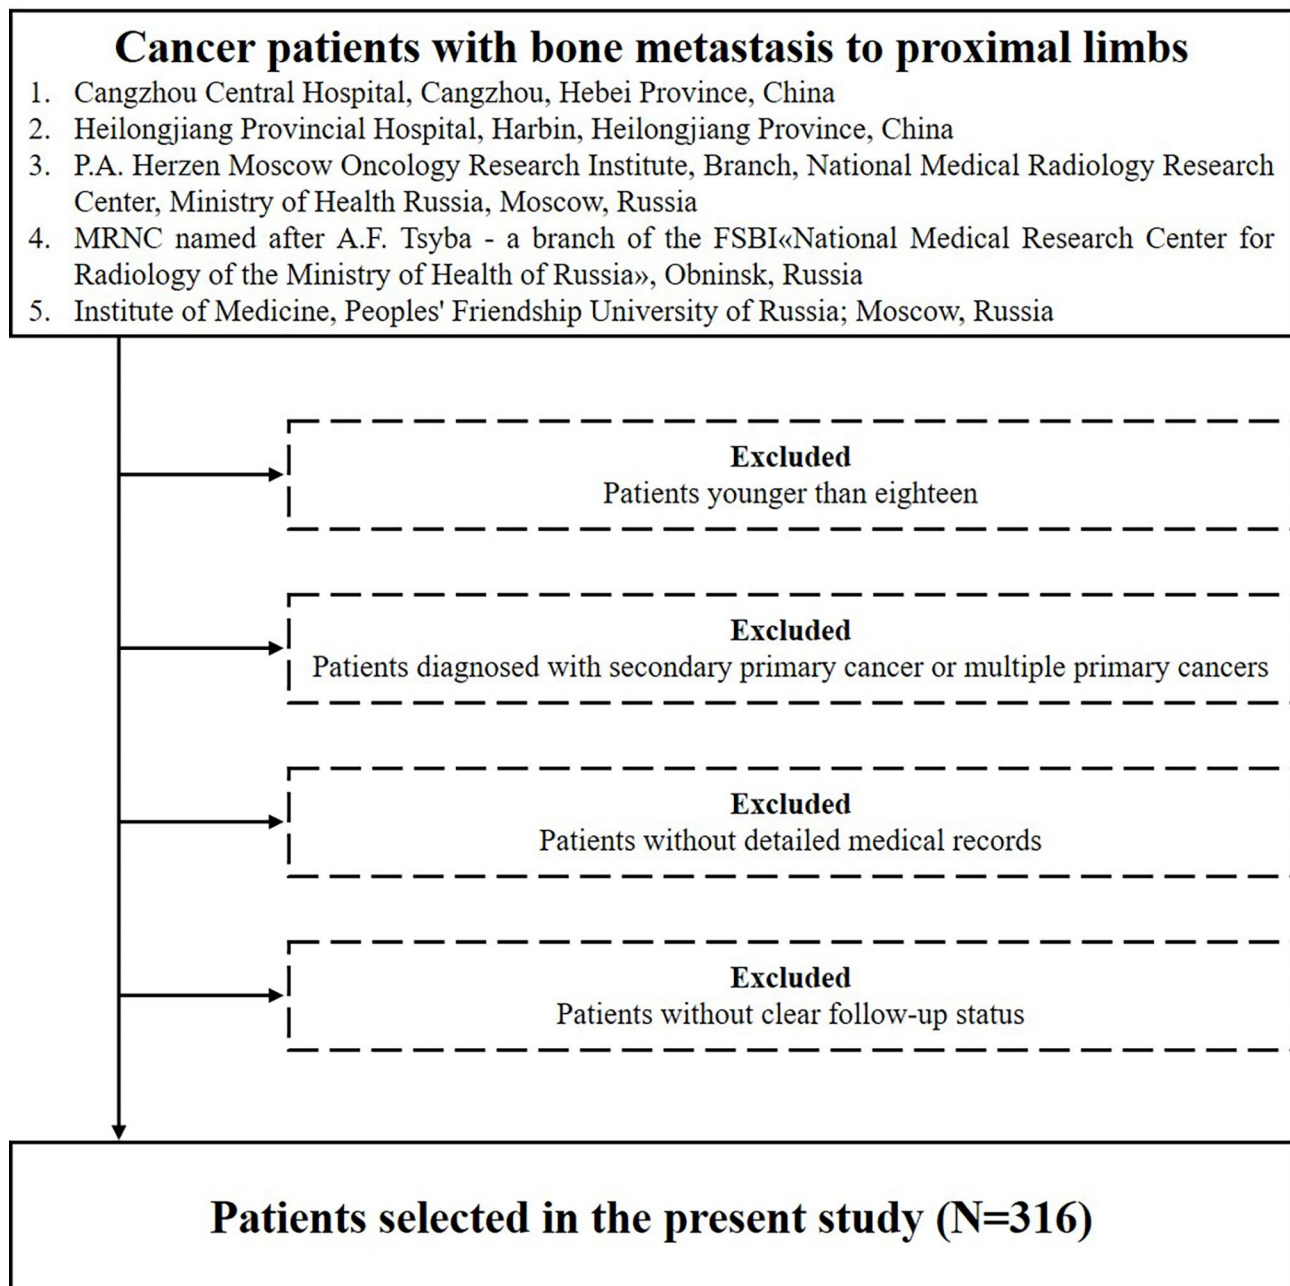 Cancer patients with bone metastasis to proximal limbs
1. Cangzhou Central Hospital, Cangzhou, Hebei Province, China
2. Heilongjiang Provincial Hospital, Harbin, Heilongjiang Province, China
3. P.A. Herzen Moscow Oncology Research Institute, Branch, National Medical Radiology Research
Center, Ministry of Health Russia, Moscow, Russia
4. MRNC named after A.F. Tsyba - a branch of the FSBI«National Medical Research Center for
Radiology of the Ministry of Health of Russia», Obninsk, Russia
5. Institute of Medicine, Peoples' Friendship University of Russia; Moscow, Russia
Excluded
Patients younger than eighteen
Excluded
Patients diagnosed with secondary primary cancer or multiple primary cancers
Excluded
Patients without detailed medical records
Excluded
Patients without clear follow-up status
Patients selected in the present study (N=316)